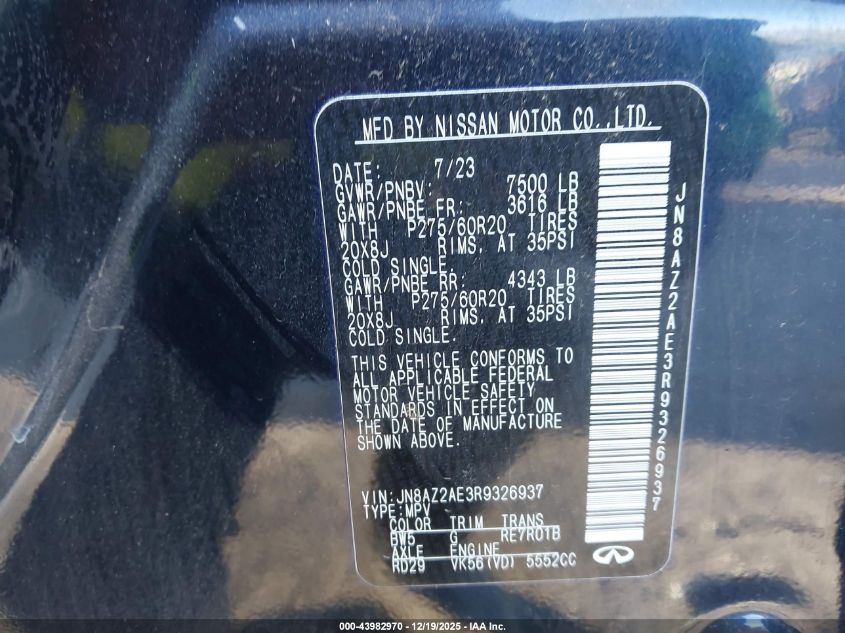 MFD BY NISSAN MOTOR CO.,LTD.
DATE: 7/23
GVWR/PNBV: 7500 LB
GAWR/PNBE FR: 3616 LB
WITH P275/60R20 TIRES
20X8J RIMS, AT 35PSI
COLD SINGLE.
GAWR/PNBE RR: 4343 LB
WITH P275/60R20 TIRES
20X8J RIMS, AT 35PSI
COLD SINGLE.
THIS VEHICLE CONFORMS TO
ALL APPLICABLE FEDERAL
MOTOR VEHICLE SAFETY
STANDARDS IN EFFECT ON
THE DATE OF MANUFACTURE
SHOWN ABOVE.
VIN:JN8AZ2AE3R9326937
TYPE:MPV
COLOR TRIM TRANS
BW5 G RE7R01B
AXLE ENGINE
RD29 VK56(VD) 5552CC
JN8AZ2AE3R9326937
000-43982970 - 12/19/2025 - IAA Inc.